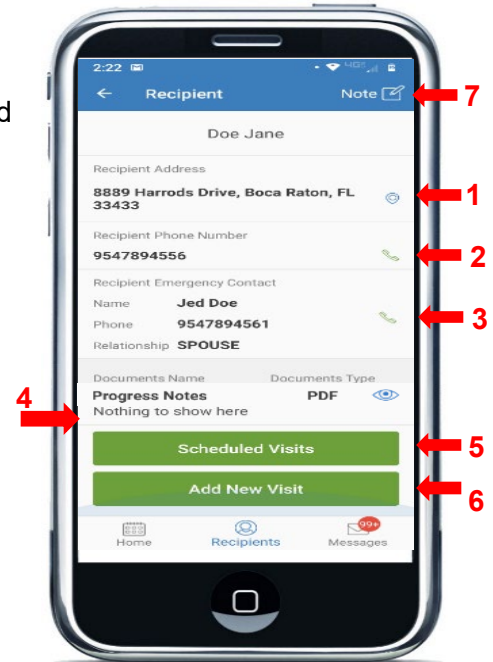 d
2:22
4G
← Recipient Note
7
Doe Jane
Recipient Address
8889 Harrods Drive, Boca Raton, FL
33433
1
Recipient Phone Number
9547894556
2
Recipient Emergency Contact
Name Jed Doe
Phone 9547894561
3
Relationship SPOUSE
Documents Name Documents Type
4
Progress Notes PDF
Nothing to show here
Scheduled Visits
5
Add New Visit
6
99+
Home Recipients Messages